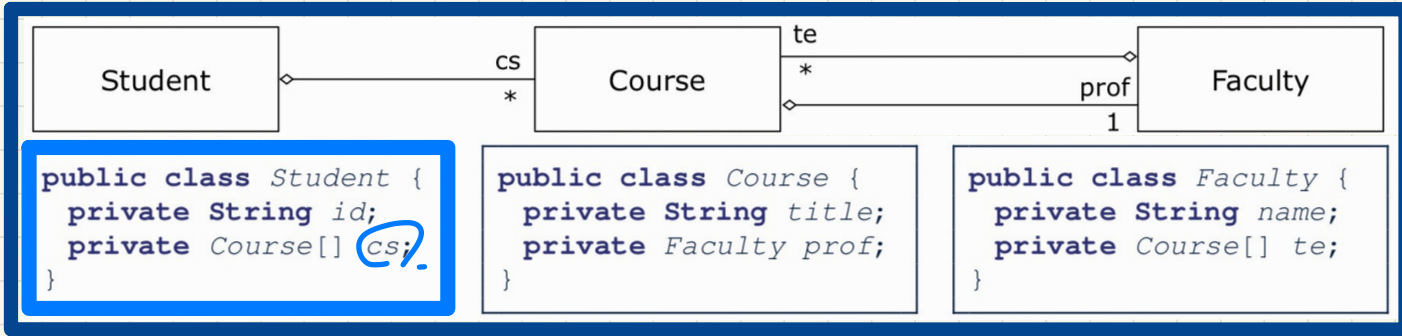 te
cs
Student
Course
Faculty
*
*
prof
1
public class Student {
private String id;
private Course[] cs;
}
public class Course {
private String title;
private Faculty prof;
}
public class Faculty {
private String name;
private Course[] te;
}